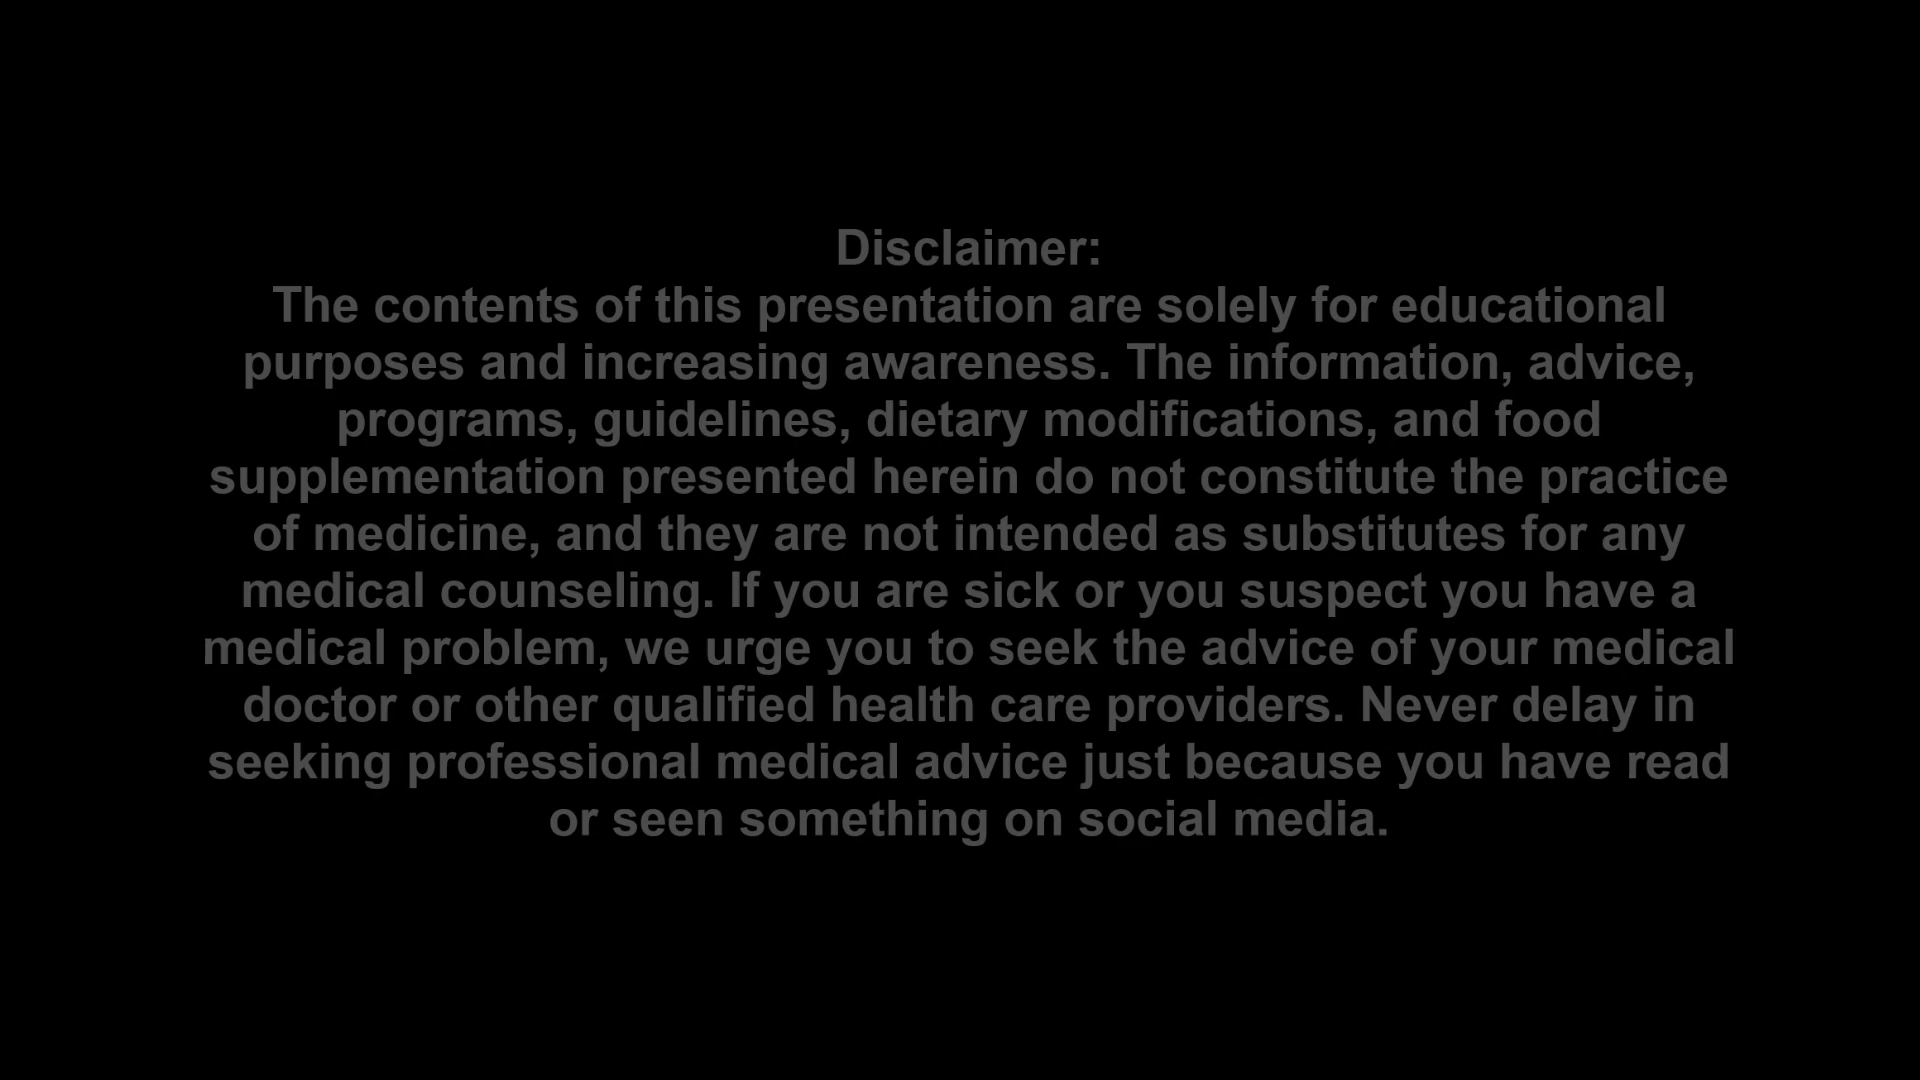 Disclaimer:
The contents of this presentation are solely for educational
purposes and increasing awareness. The information, advice,
programs, guidelines, dietary modifications, and food
supplementation presented herein do not constitute the practice
of medicine, and they are not intended as substitutes for any
medical counseling. If you are sick or you suspect you have a
medical problem, we urge you to seek the advice of your medical
doctor or other qualified health care providers. Never delay in
seeking professional medical advice just because you have read
or seen something on social media.